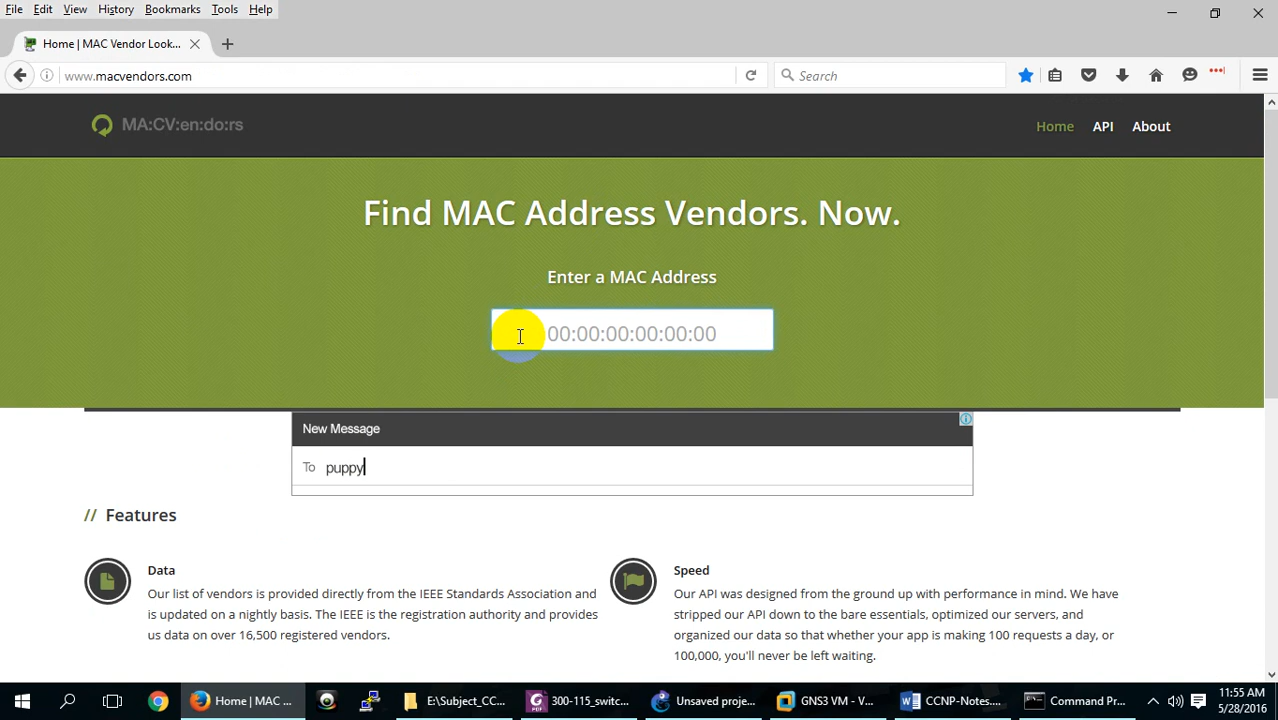 File Edit View History Bookmarks Tools Help
Home | MAC Vendor Look...
www.macvendors.com
Search
MA:CV:en:do:rs
Home API About
Find MAC Address Vendors. Now.
Enter a MAC Address
00:00:00:00:00:00
New Message
To puppy
// Features
Data
Our list of vendors is provided directly from the IEEE Standards Association and
is updated on a nightly basis. The IEEE is the registration authority and provides
us data on over 16,500 registered vendors.
Speed
Our API was designed from the ground up with performance in mind. We have
stripped our API down to the bare essentials, optimized our servers, and
organized our data so that whether your app is making 100 requests a day, or
100,000, you'll never be left waiting.
Home | MAC ...
E:\Subject_CC...
300-115_switc...
Unsaved proje...
GNS3 VM - V...
CCNP-Notes....
Command Pr...
11:55 AM
5/28/2016